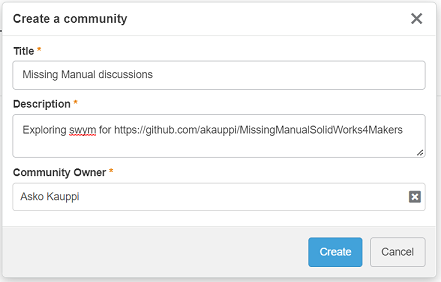 Create a community
Title *
Missing Manual discussions
Description *
Exploring swym for https://github.com/akauppi/MissingManualSolidWorks4Makers
Community Owner *
Asko Kauppi
Create Cancel